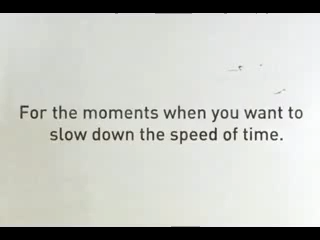 For the moments when you want to
slow down the speed of time.